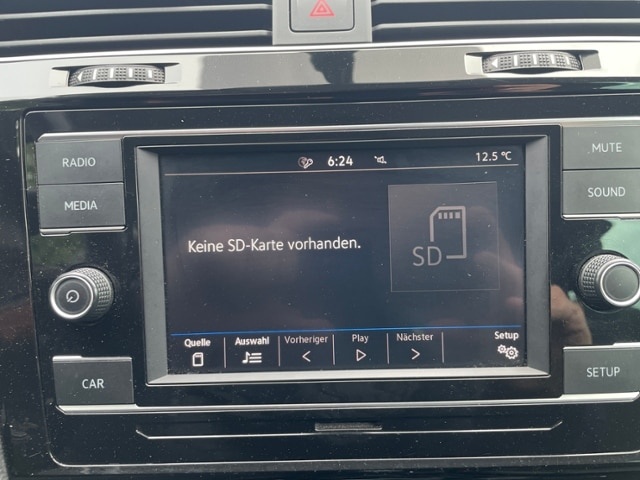 RADIO
MEDIA
CAR
6:24
12.5 °C
Keine SD-Karte vorhanden.
SD
Quelle
Auswahl
Vorheriger
Play
Nächster
Setup
MUTE
SOUND
SETUP